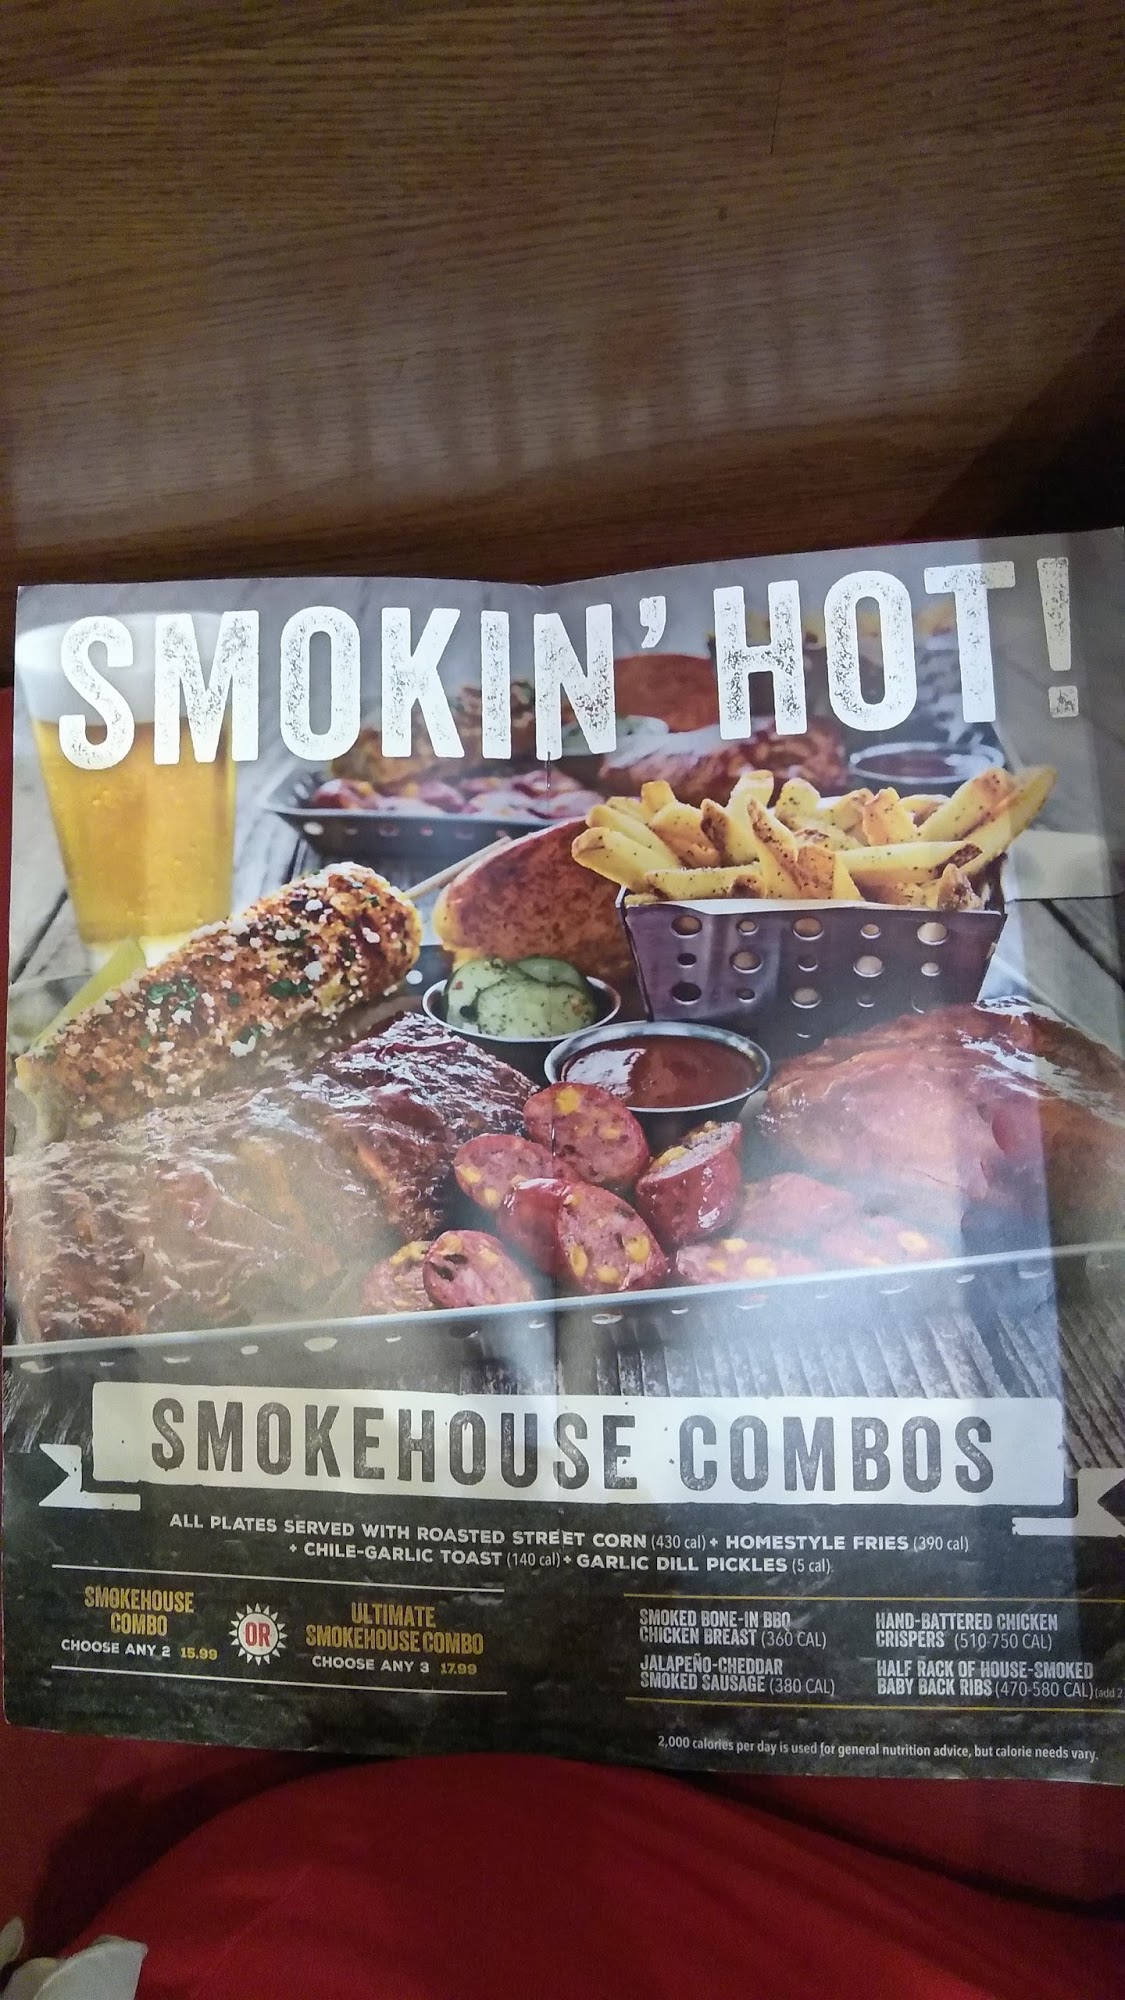 SMOKIN' HOT!
SMOKEHOUSE COMBOS
ALL PLATES SERVED WITH ROASTED STREET CORN (430 cal) + HOMESTYLE FRIES (390 cal)
+ CHILE-GARLIC TOAST (140 cal) + GARLIC DILL PICKLES (5 cal).
SMOKEHOUSE
COMBO
CHOOSE ANY 2 15.99
OR
ULTIMATE
SMOKEHOUSE COMBO
CHOOSE ANY 3 17.99
SMOKED BONE-IN BBQ
CHICKEN BREAST (360 CAL)
JALAPEÑO-CHEDDAR
SMOKED SAUSAGE (380 CAL)
HAND-BATTERED CHICKEN
CRISPERS (510-750 CAL)
HALF RACK OF HOUSE-SMOKED
BABY BACK RIBS (470-580 CAL) (add 2
2,000 calories per day is used for general nutrition advice, but calorie needs vary.